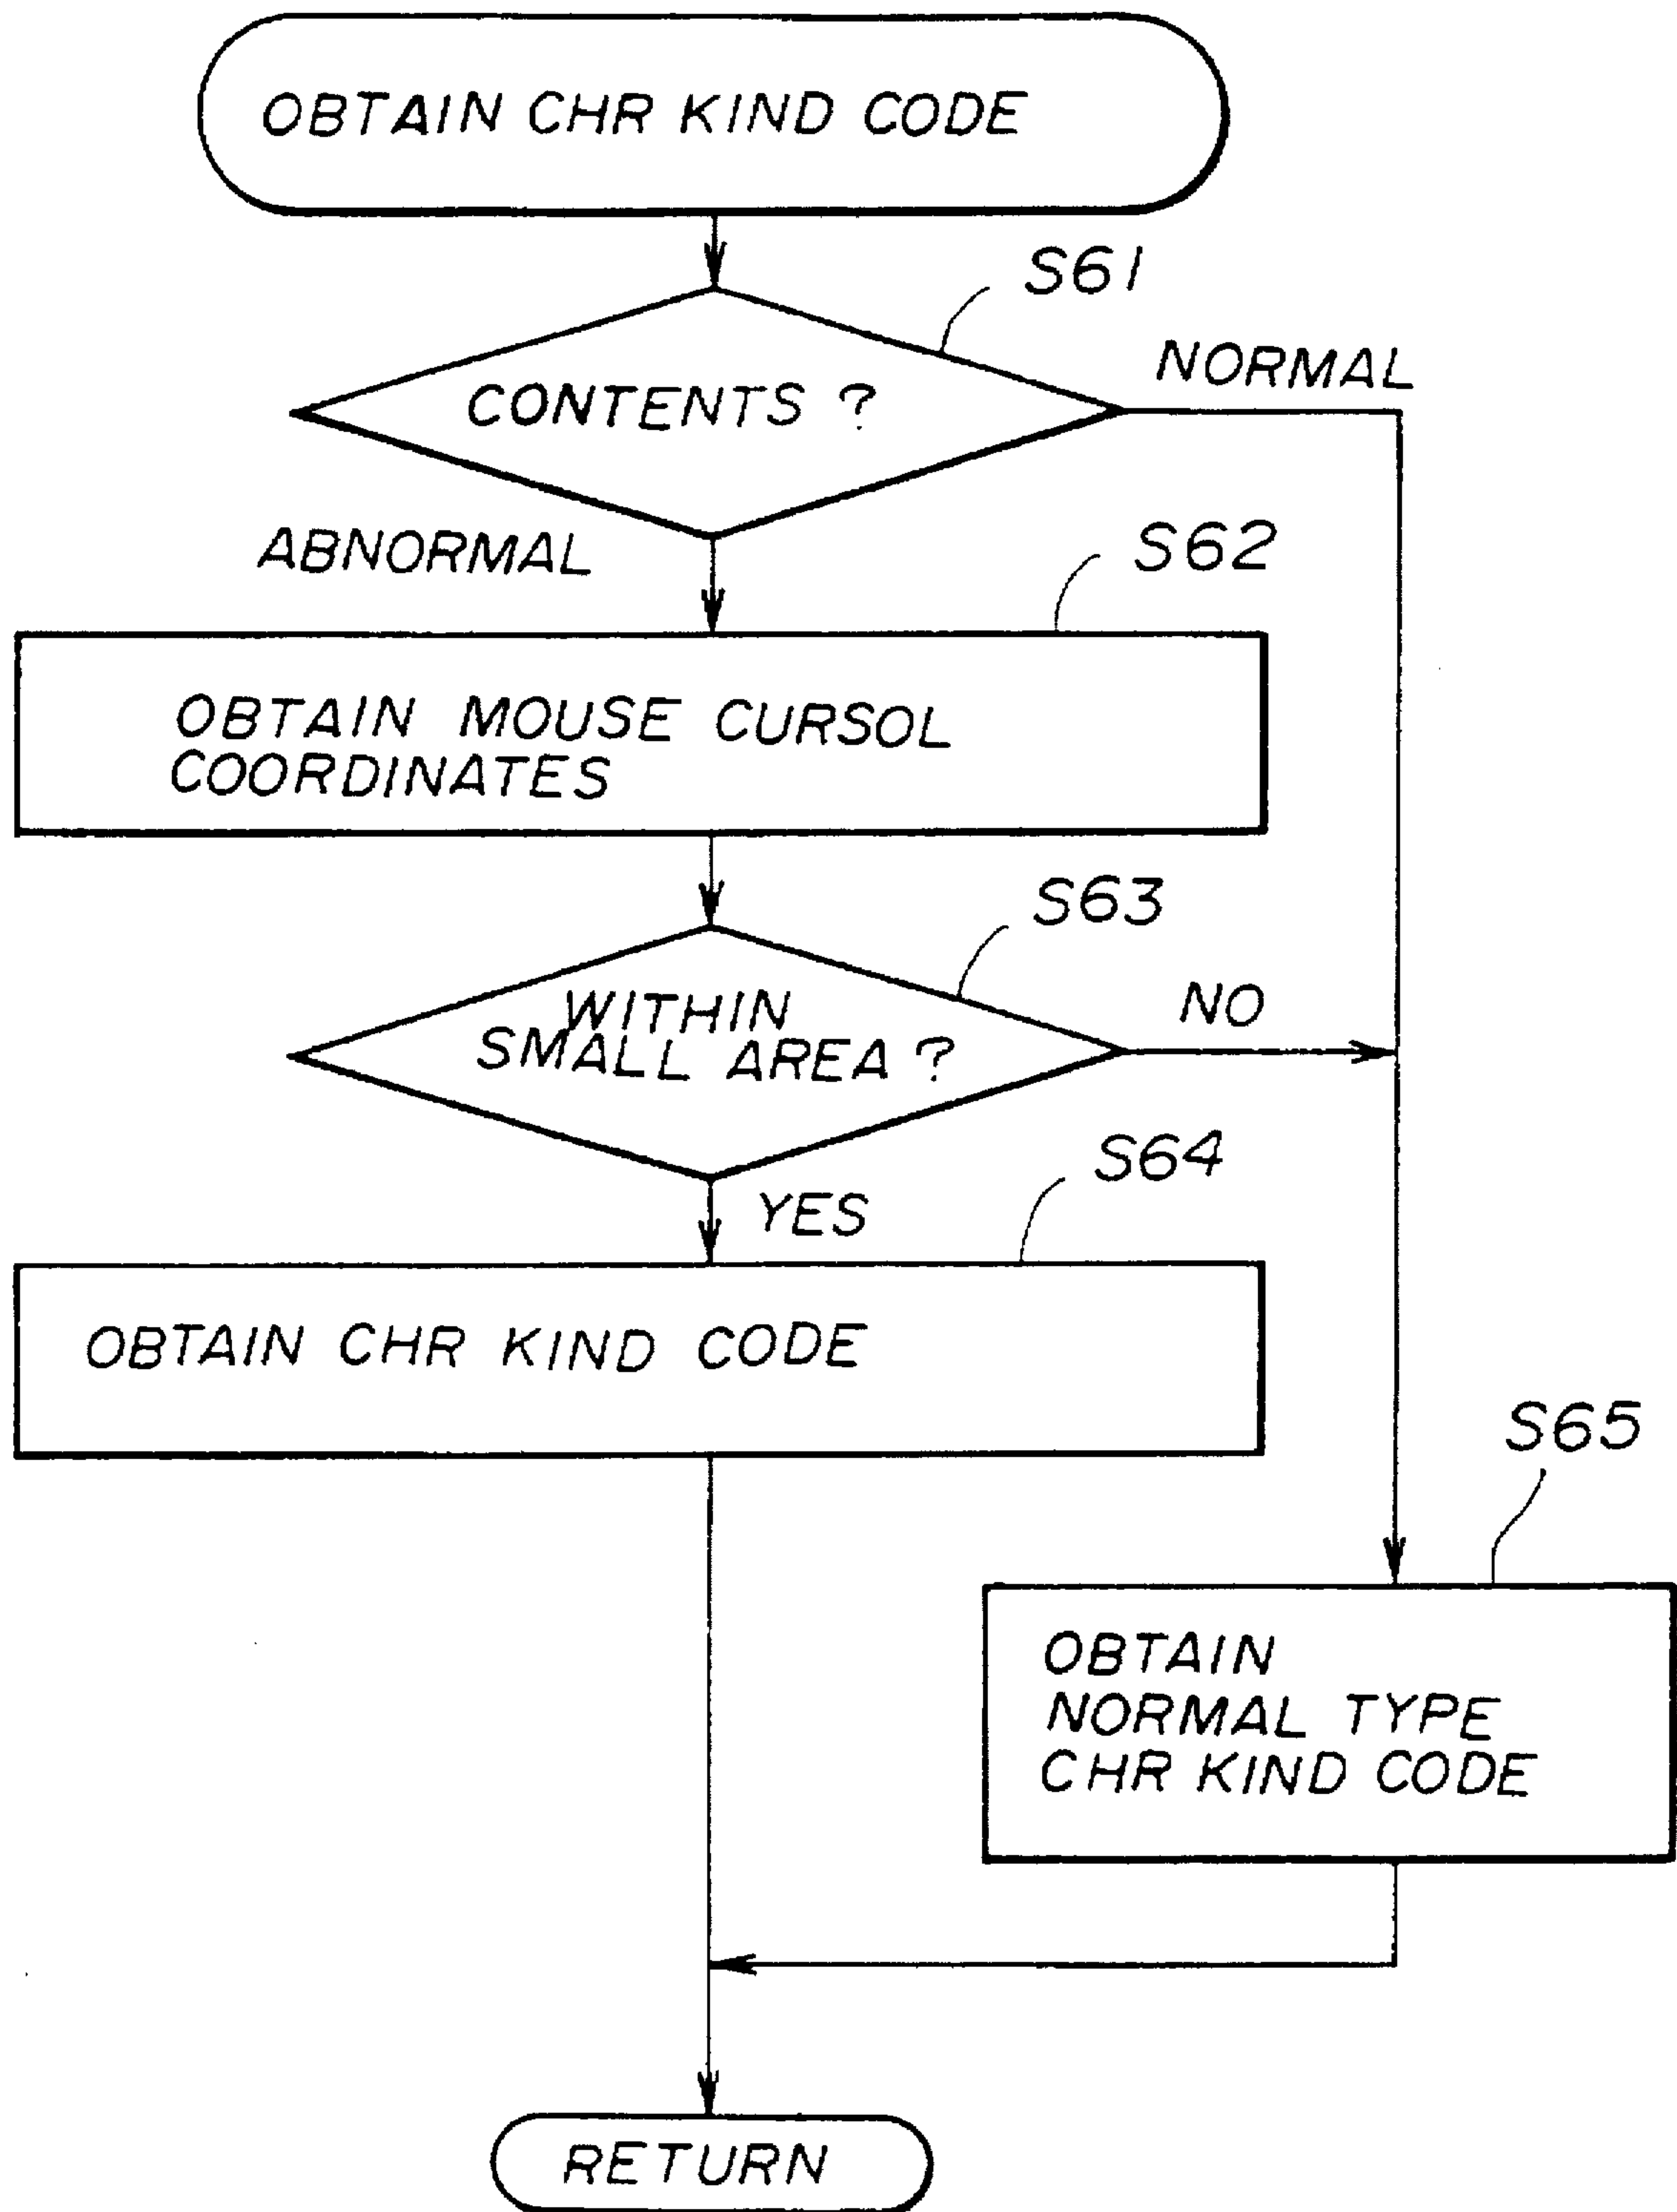 OBTAIN CHR KIND CODE
S61
CONTENTS ?
NORMAL
ABNORMAL
S62
OBTAIN MOUSE CURSOL
COORDINATES
S63
WITHIN
SMALL AREA ?
NO
S64
YES
OBTAIN CHR KIND CODE
S65
OBTAIN
NORMAL TYPE
CHR KIND CODE
RETURN